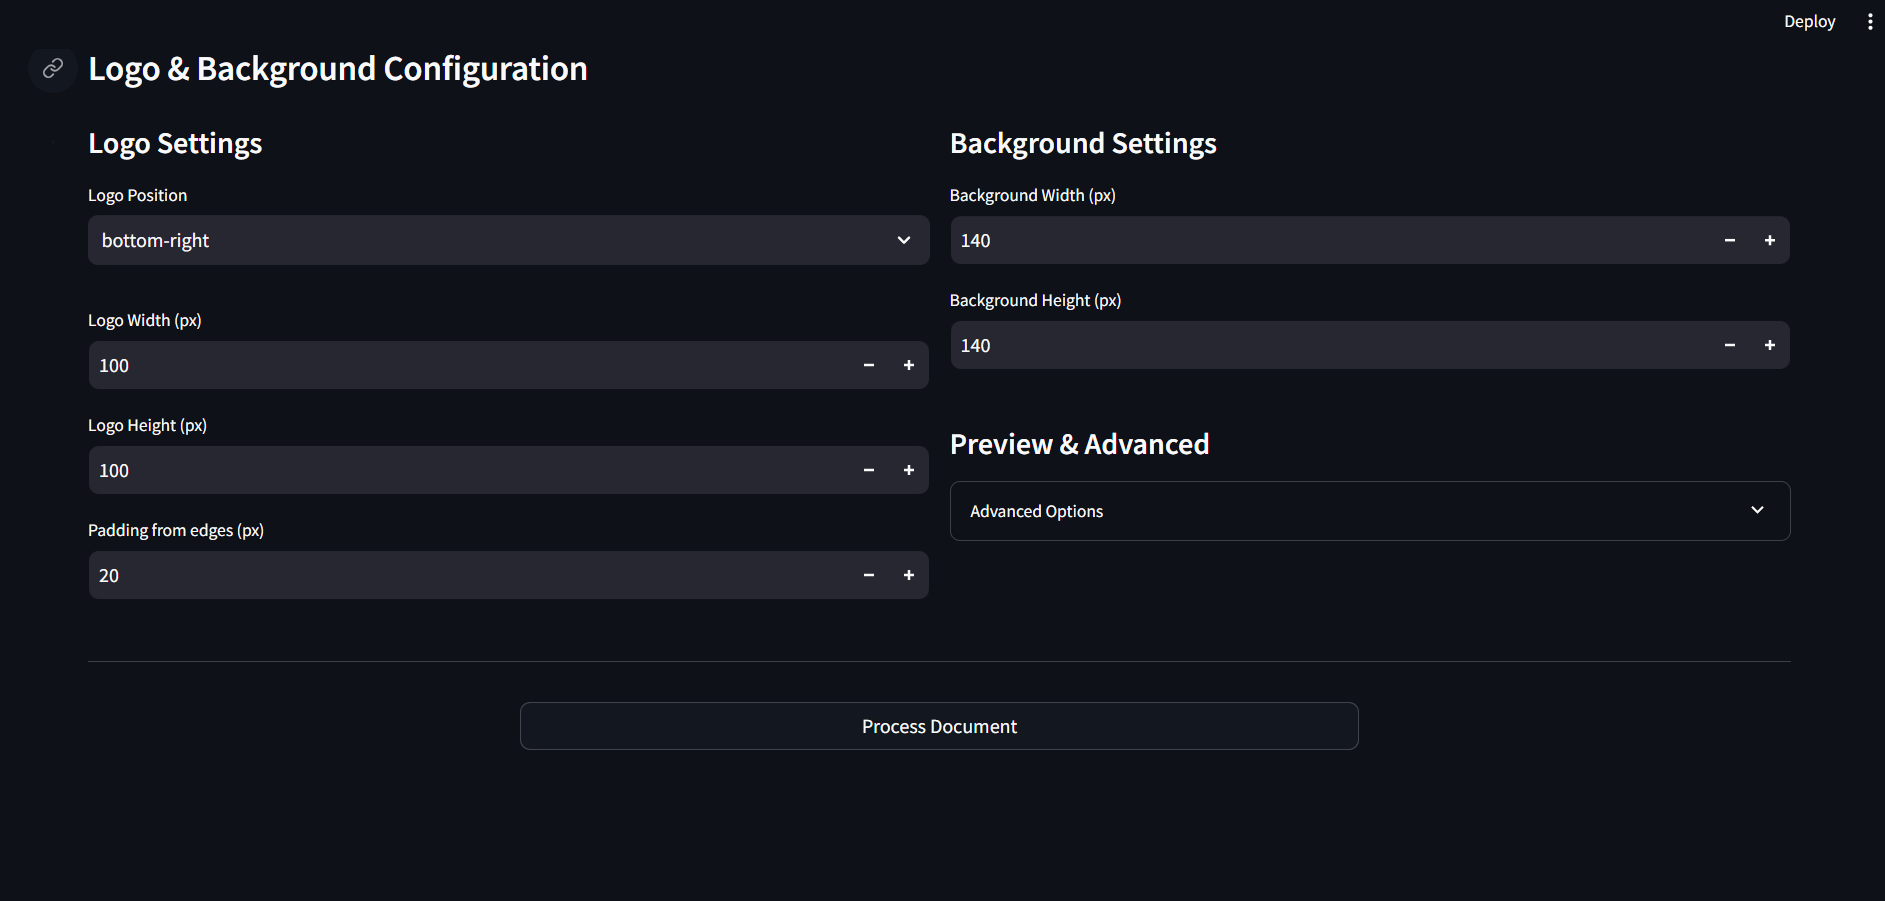 Deploy
Logo & Background Configuration
Logo Settings
Logo Position
bottom-right
Logo Width (px)
100
Logo Height (px)
100
Padding from edges (px)
20
Background Settings
Background Width (px)
140
Background Height (px)
140
Preview & Advanced
Advanced Options
Process Document